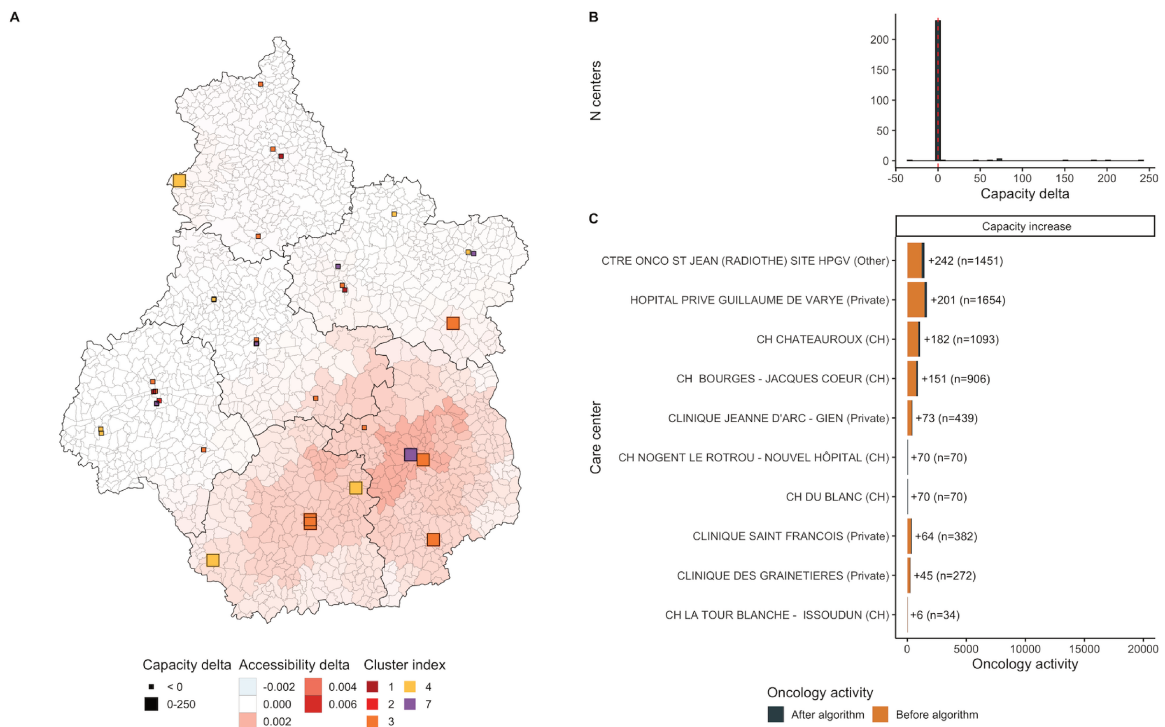 A
B
N centers
200
150
100
50
0
-50 0 50 100 150 200 250
Capacity delta
C
Capacity increase
Care center
CTRE ONCO ST JEAN (RADIOTHE) SITE HPGV (Other) +242 (n=1451)
HOPITAL PRIVE GUILLAUME DE VARYE (Private) +201 (n=1654)
CH CHATEAUROUX (CH) +182 (n=1093)
CH  BOURGES - JACQUES COEUR (CH) +151 (n=906)
CLINIQUE JEANNE D'ARC - GIEN (Private) +73 (n=439)
CH NOGENT LE ROTROU - NOUVEL HÔPITAL (CH) +70 (n=70)
CH DU BLANC (CH) +70 (n=70)
CLINIQUE SAINT FRANCOIS (Private) +64 (n=382)
CLINIQUE DES GRAINETIERES (Private) +45 (n=272)
CH LA TOUR BLANCHE -  ISSOUDUN (CH) +6 (n=34)
0 5000 10000 15000 20000
Oncology activity
Oncology activity
After algorithm Before algorithm
Capacity delta
< 0
0-250
Accessibility delta
-0.002 0.004
0.000 0.006
0.002
Cluster index
1 4
2 7
3